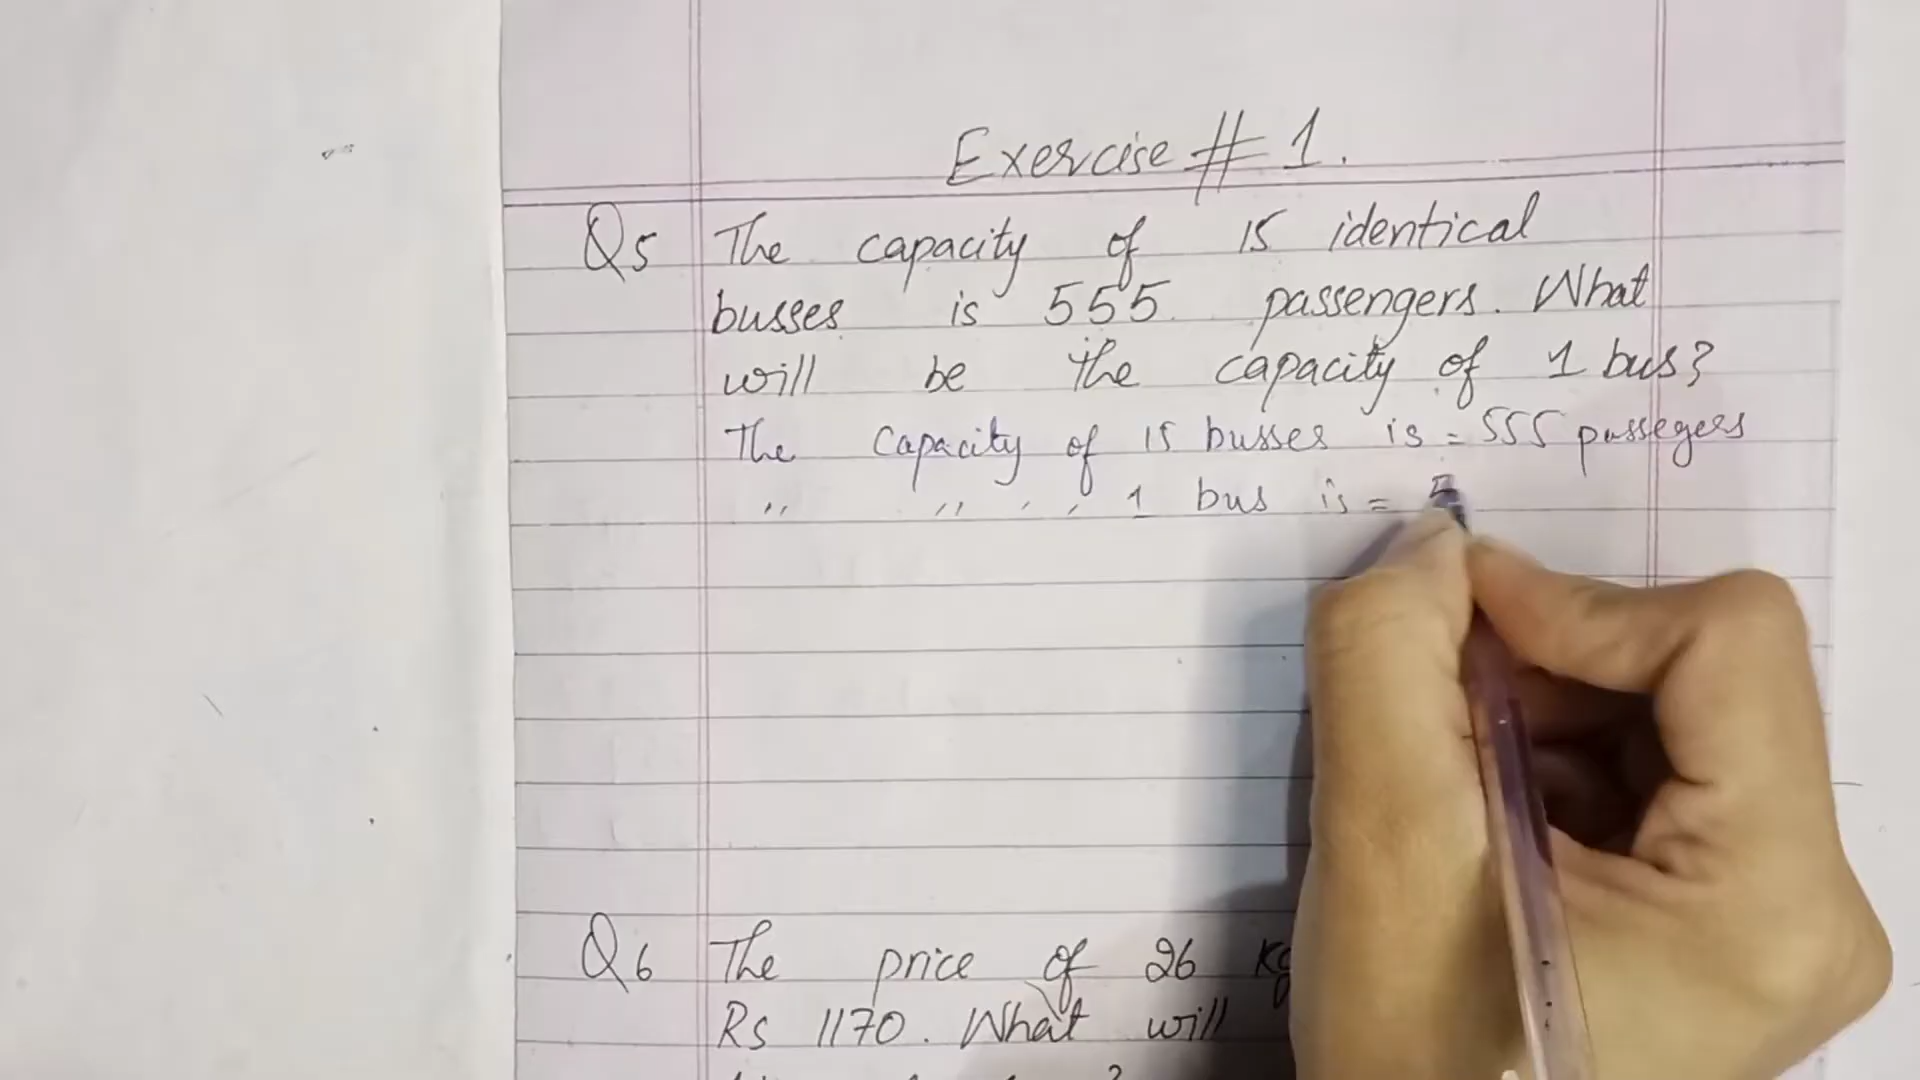 Exercise # 1.
Q5 The capacity of 15 identical
busses is 555 passengers. What
will be the capacity of 1 bus?
The capacity of 15 busses is = 555 passegers
,, ,, , , 1 bus is = 5
Q6 The price of 26
Rs 1170. What will